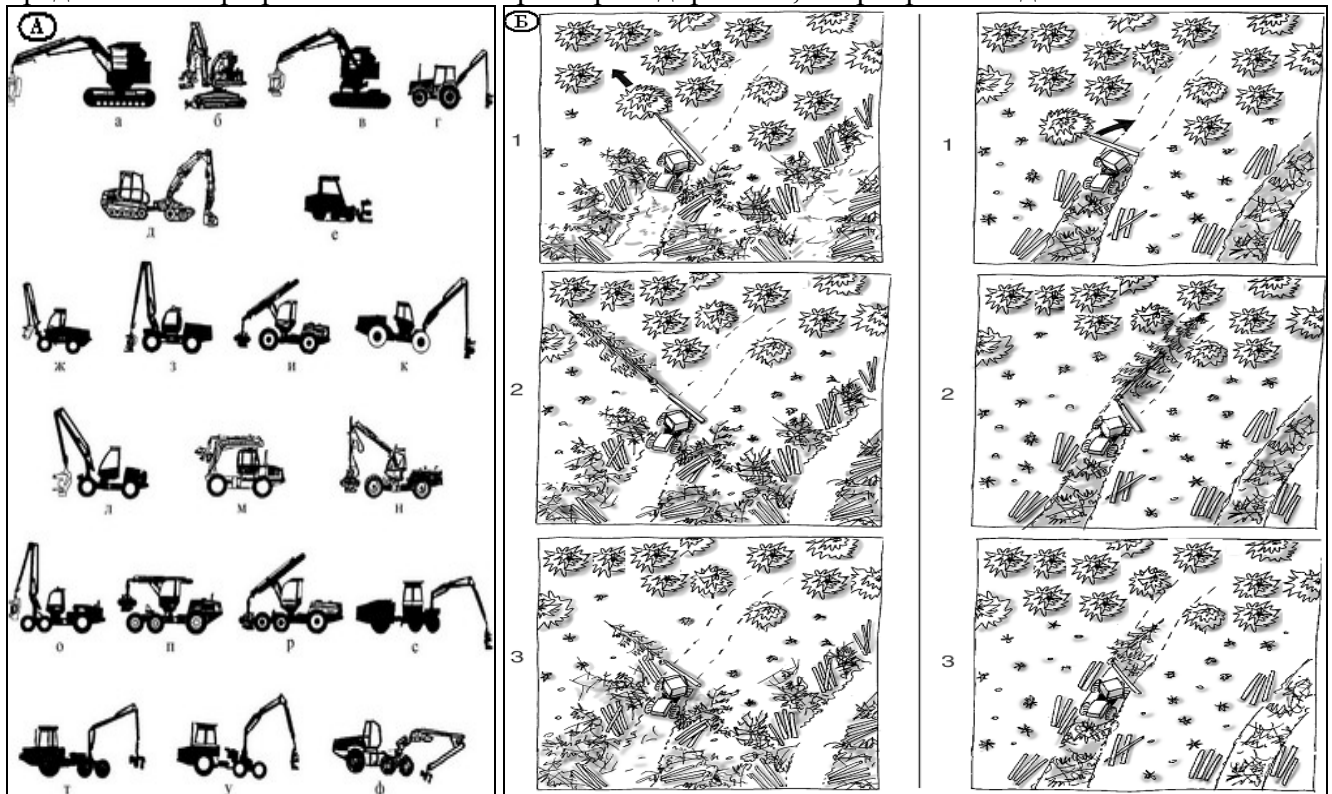 А
а б в г
д е
ж з и к
л м н
о п р с
т у ф
Б
1 1
2 2
3 3